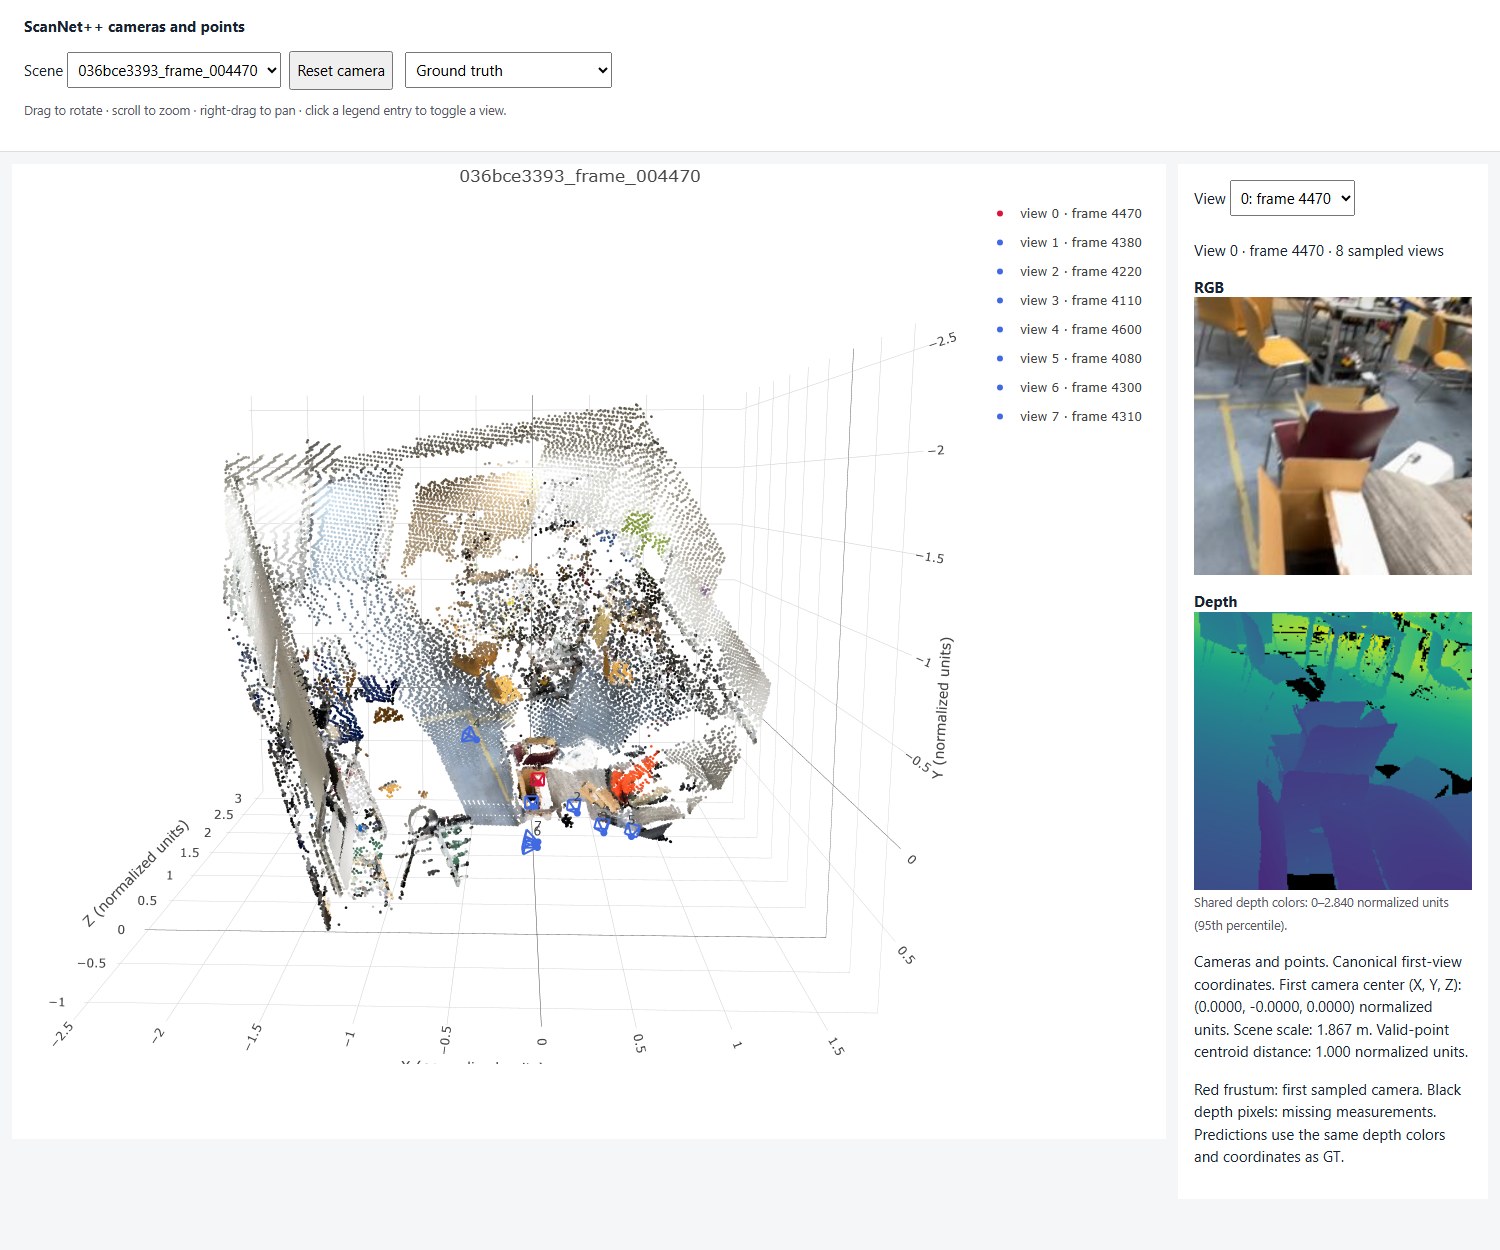 ScanNet++ cameras and points
Scene 036bce3393_frame_004470 Reset camera Ground truth
Drag to rotate · scroll to zoom · right-drag to pan · click a legend entry to toggle a view.
036bce3393_frame_004470
view 0 · frame 4470
view 1 · frame 4380
view 2 · frame 4220
view 3 · frame 4110
view 4 · frame 4600
view 5 · frame 4080
view 6 · frame 4300
view 7 · frame 4310
−2.5
−2
−1.5
−1
−0.5
0
0.5
Y (normalized units)
3
2.5
2
1.5
1
0.5
0
−0.5
−1
Z (normalized units)
−2.5
−2
−1.5
−1
−0.5
0
0.5
1
1.5
4
2
7
6
View 0: frame 4470
View 0 · frame 4470 · 8 sampled views
RGB
Depth
Shared depth colors: 0–2.840 normalized units
(95th percentile).
Cameras and points. Canonical first-view
coordinates. First camera center (X, Y, Z):
(0.0000, -0.0000, 0.0000) normalized
units. Scene scale: 1.867 m. Valid-point
centroid distance: 1.000 normalized units.
Red frustum: first sampled camera. Black
depth pixels: missing measurements.
Predictions use the same depth colors
and coordinates as GT.